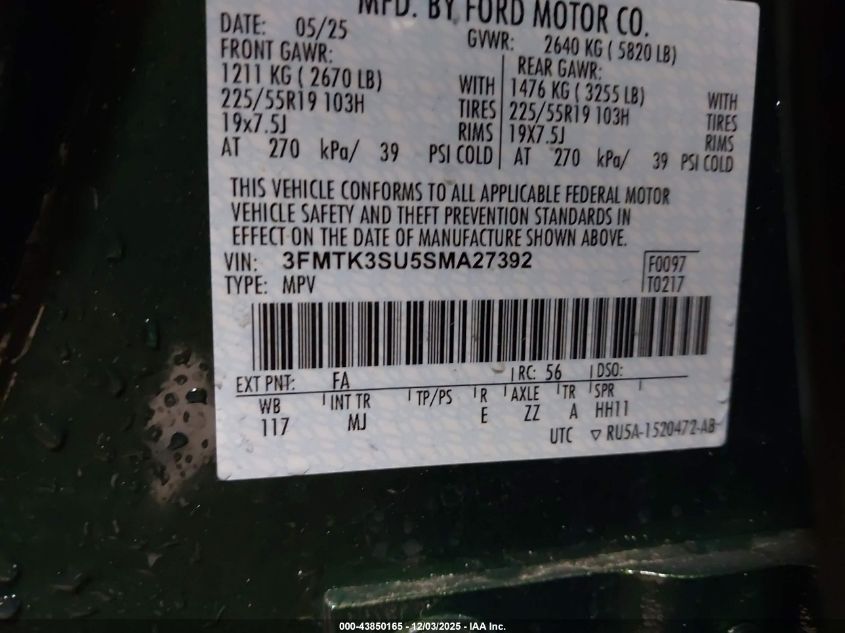 MFD. BY FORD MOTOR CO.
DATE: 05/25 GVWR: 2640 KG ( 5820 LB)
FRONT GAWR: REAR GAWR:
1211 KG ( 2670 LB) WITH 1476 KG ( 3255 LB) WITH
225/55R19 103H TIRES 225/55R19 103H TIRES
19x7.5J RIMS 19X7.5J RIMS
AT 270 kPa/ 39 PSI COLD AT 270 kPa/ 39 PSI COLD
THIS VEHICLE CONFORMS TO ALL APPLICABLE FEDERAL MOTOR
VEHICLE SAFETY AND THEFT PREVENTION STANDARDS IN
EFFECT ON THE DATE OF MANUFACTURE SHOWN ABOVE.
VIN: 3FMTK3SU5SMA27392 F0097
TYPE: MPV T0217
EXT PNT: FA RC: 56 DSO:
WB INT TR TP/PS R AXLE TR SPR
117 MJ E ZZ A HH11
UTC ▽ RU5A-1520472-AB
000-43850165 - 12/03/2025 - IAA Inc.